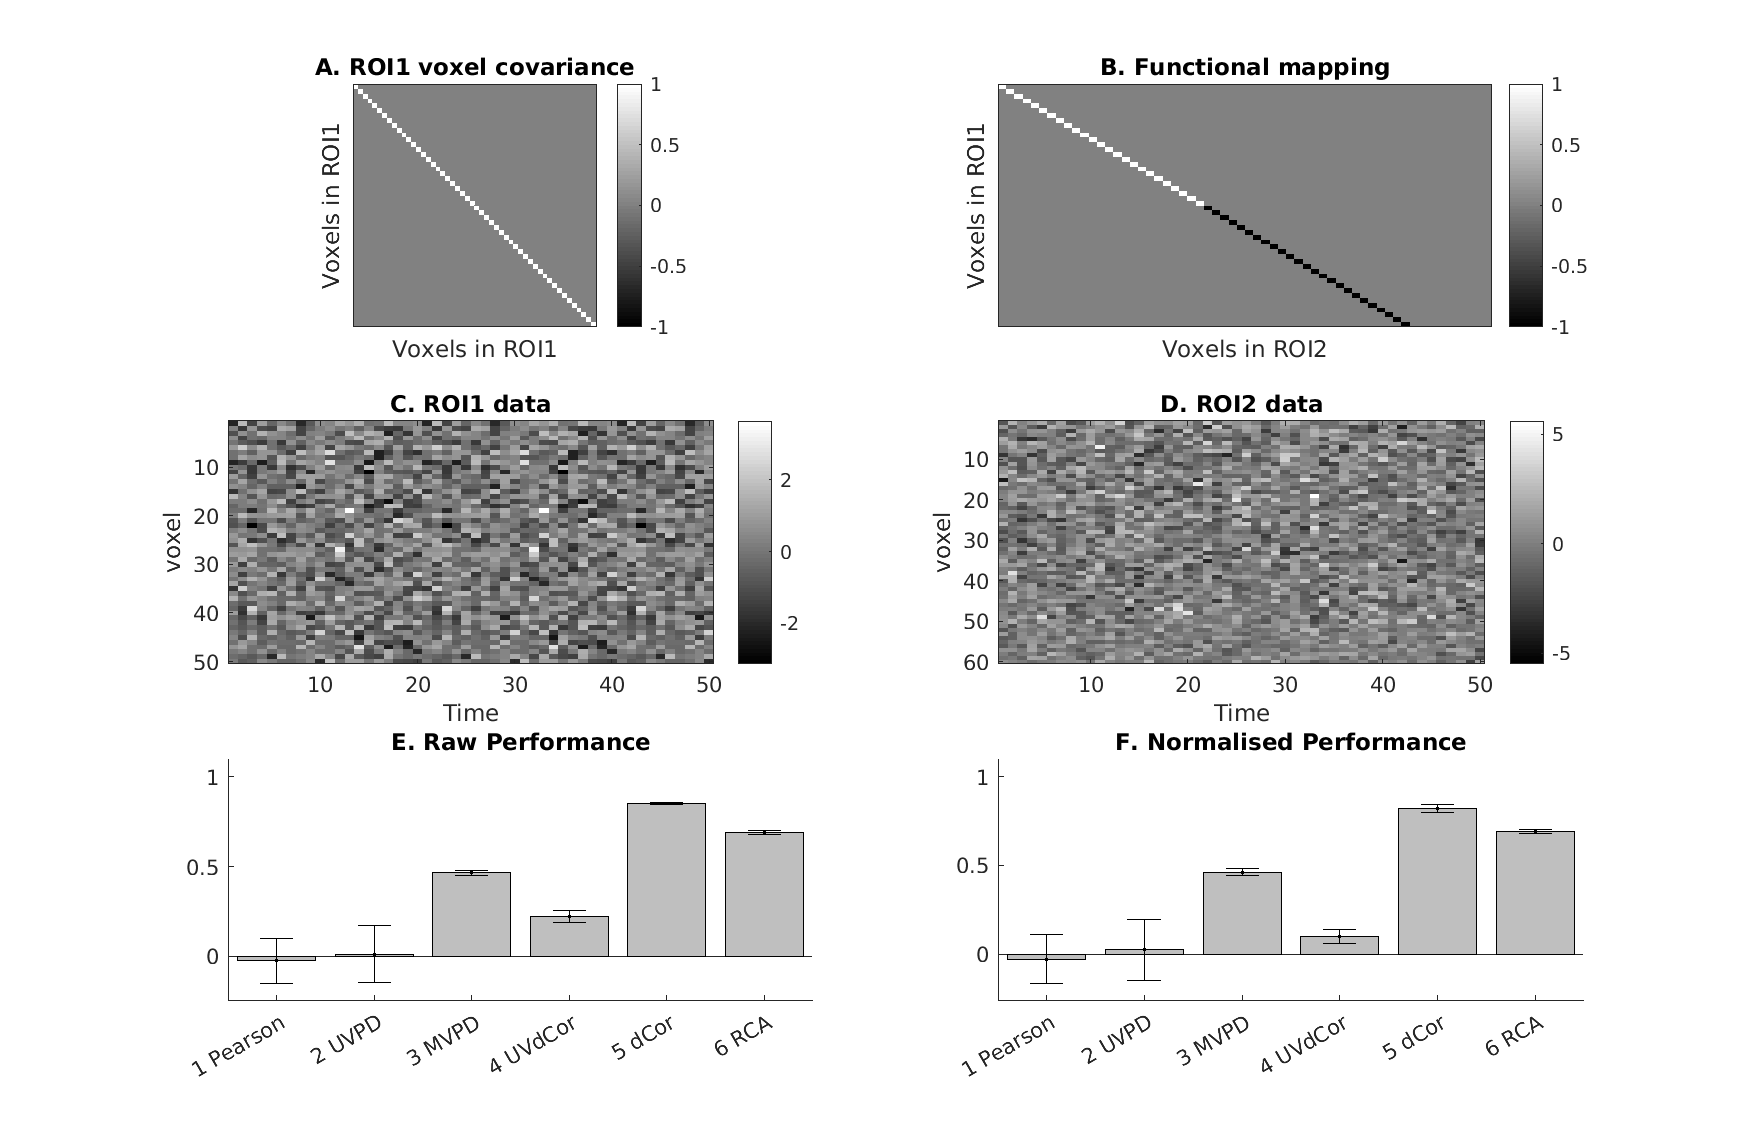 A. ROI1 voxel covariance
Voxels in ROI1
1
0.5
0
-0.5
-1
Voxels in ROI1
B. Functional mapping
Voxels in ROI1
1
0.5
0
-0.5
-1
Voxels in ROI2
C. ROI1 data
voxel
10
20
30
40
50
10 20 30 40 50
Time
2
0
-2
D. ROI2 data
voxel
10
20
30
40
50
60
10 20 30 40 50
Time
5
0
-5
E. Raw Performance
1
0.5
0
1 Pearson
2 UVPD
3 MVPD
4 UVdCor
5 dCor
6 RCA
F. Normalised Performance
1
0.5
0
1 Pearson
2 UVPD
3 MVPD
4 UVdCor
5 dCor
6 RCA